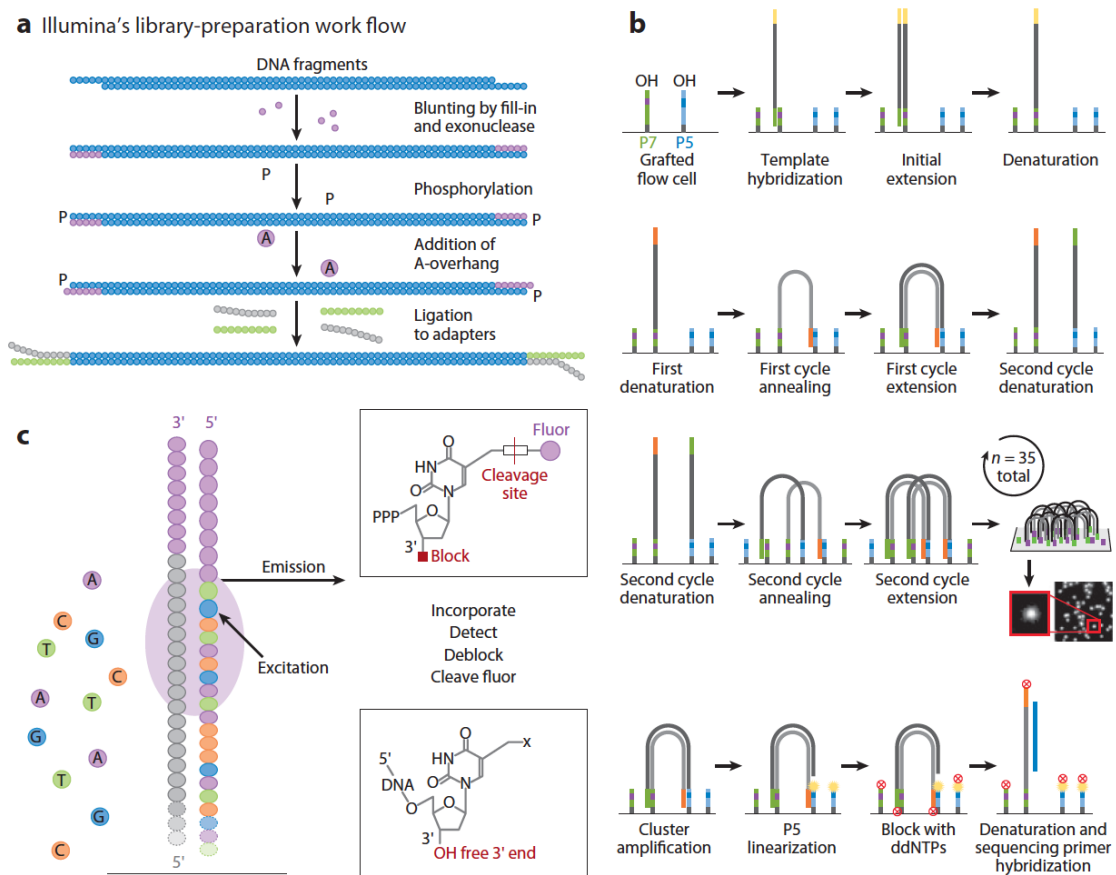 a Illumina's library-preparation work flow
DNA fragments
Blunting by fill-in
and exonuclease
P
P
Phosphorylation
P
P
A
A
Addition of
A-overhang
P
P
Ligation
to adapters
b
OH
OH
P7
P5
Grafted
flow cell
Template
hybridization
Initial
extension
Denaturation
First
denaturation
First cycle
annealing
First cycle
extension
Second cycle
denaturation
n = 35
total
Second cycle
denaturation
Second cycle
annealing
Second cycle
extension
Cluster
amplification
P5
linearization
Block with
ddNTPs
Denaturation and
sequencing primer
hybridization
c
3'
5'
A
C
G
T
C
A
T
G
A
T
G
C
5'
Emission
Excitation
O
HN
O
N
Fluor
Cleavage
site
PPP
O
3'
Block
Incorporate
Detect
Deblock
Cleave fluor
O
HN
O
N
x
5'
DNA
O
O
3'
OH free 3' end